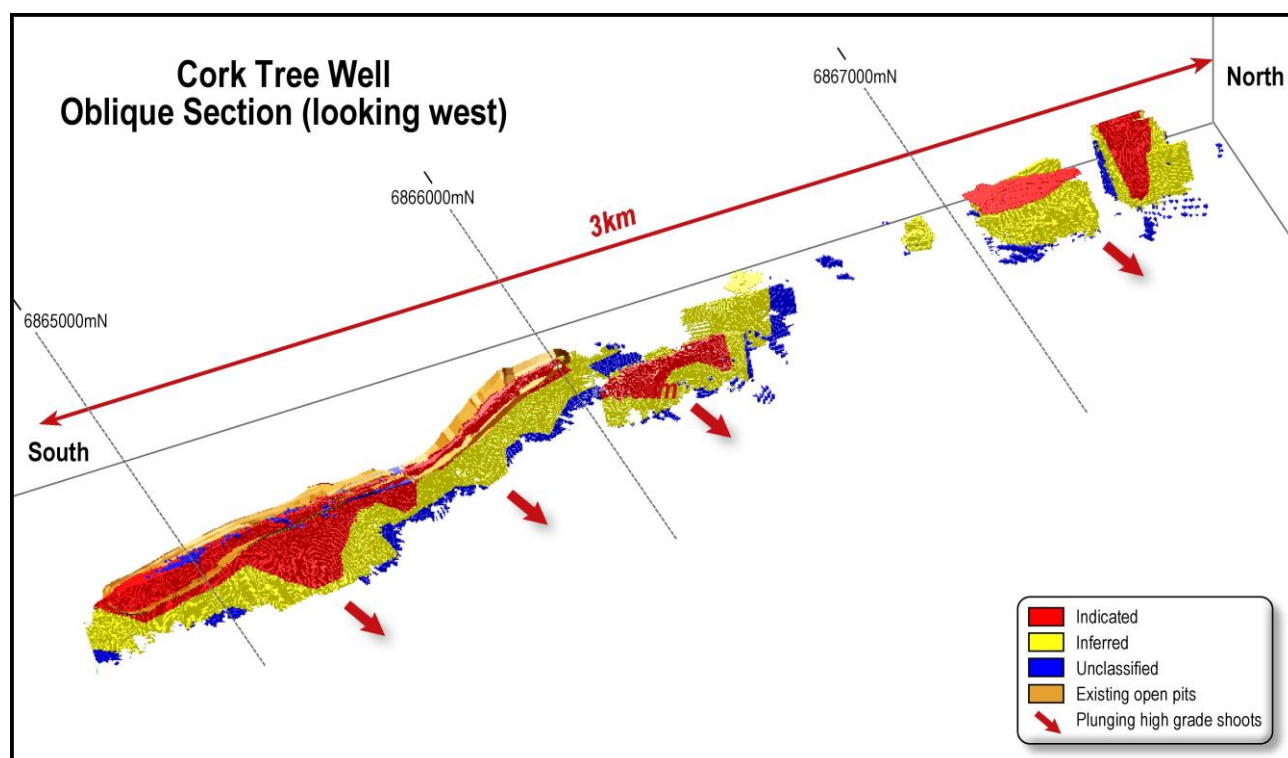 Cork Tree Well
Oblique Section (looking west)
6867000mN
North
6866000mN
3km
6865000mN
South
Indicated
Inferred
Unclassified
Existing open pits
Plunging high grade shoots